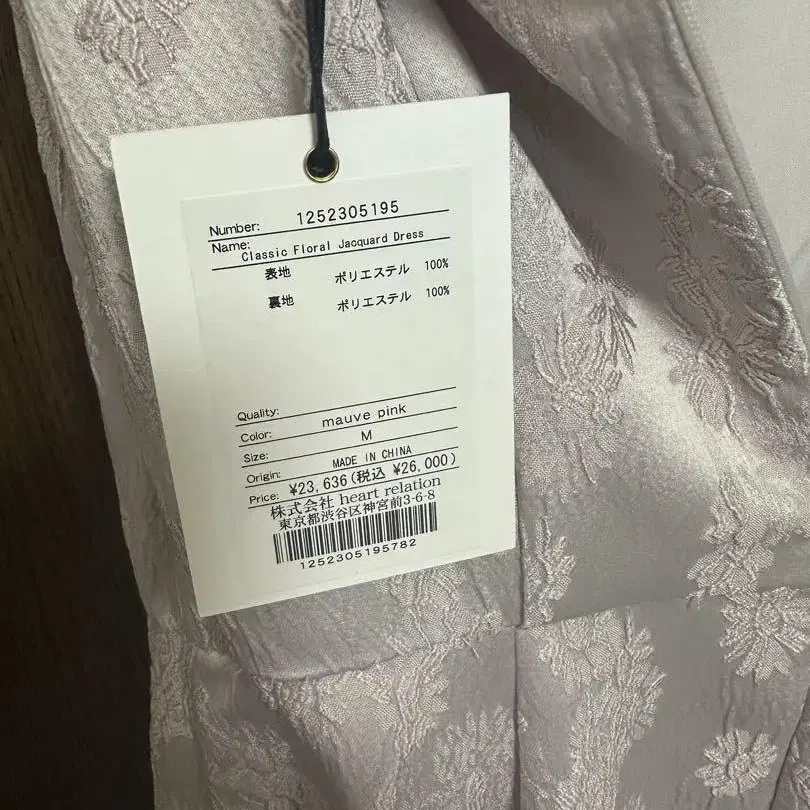 Number: 1252305195
Name: Classic Floral Jacquard Dress
表地 ポリエステル 100%
裏地 ポリエステル 100%
Quality:
Color: mauve pink
Size: M
Origin: MADE IN CHINA
Price: ¥23,636(税込 ¥26,000)
株式会社 heart relation
東京都渋谷区神宮前3-6-8
1252305195782